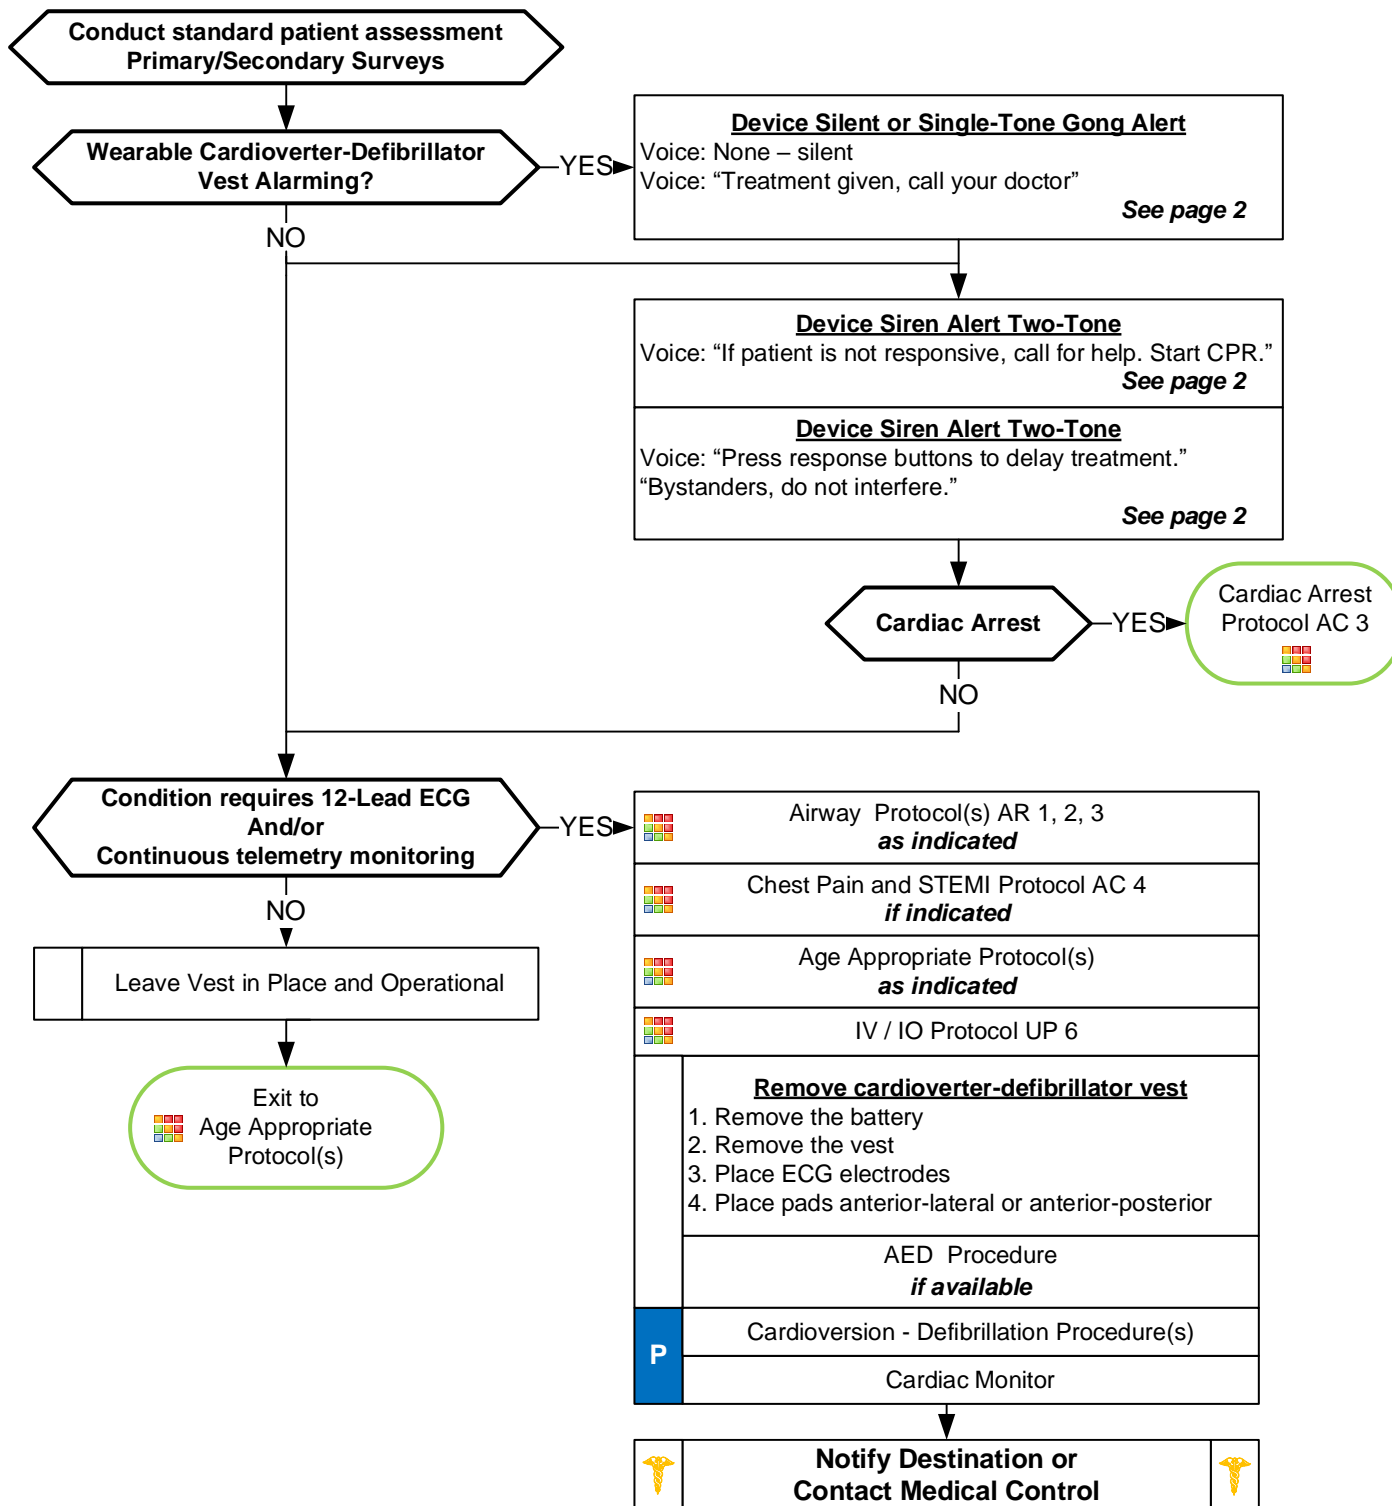 Conduct standard patient assessment
Primary/Secondary Surveys
Wearable Cardioverter-Defibrillator
Vest Alarming?
YES
NO
Device Silent or Single-Tone Gong Alert
Voice: None – silent
Voice: “Treatment given, call your doctor”
See page 2
Device Siren Alert Two-Tone
Voice: “If patient is not responsive, call for help. Start CPR.”
See page 2
Device Siren Alert Two-Tone
Voice: “Press response buttons to delay treatment.”
“Bystanders, do not interfere.”
See page 2
Cardiac Arrest
YES
Cardiac Arrest
Protocol AC 3
NO
Condition requires 12-Lead ECG
And/or
Continuous telemetry monitoring
YES
NO
Leave Vest in Place and Operational
Exit to
Age Appropriate
Protocol(s)
Airway Protocol(s) AR 1, 2, 3
as indicated
Chest Pain and STEMI Protocol AC 4
if indicated
Age Appropriate Protocol(s)
as indicated
IV / IO Protocol UP 6
Remove cardioverter-defibrillator vest
1. Remove the battery
2. Remove the vest
3. Place ECG electrodes
4. Place pads anterior-lateral or anterior-posterior
AED Procedure
if available
P
Cardioversion - Defibrillation Procedure(s)
Cardiac Monitor
Notify Destination or
Contact Medical Control